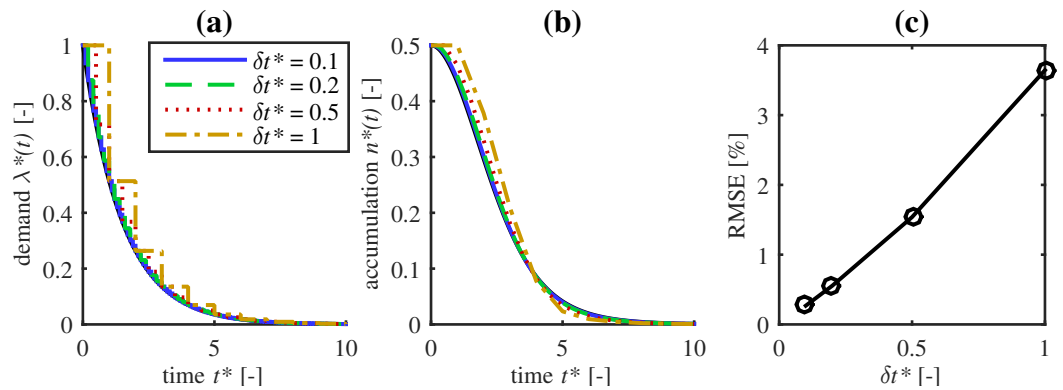 (a)
demand λ*(t) [-]
1
0.8
0.6
0.4
0.2
0
0
5
10
time t* [-]
δt* = 0.1
δt* = 0.2
δt* = 0.5
δt* = 1
(b)
accumulation n*(t) [-]
0.5
0.4
0.3
0.2
0.1
0
0
5
10
time t* [-]
(c)
RMSE [%]
4
3
2
1
0
0
0.5
1
δt* [-]